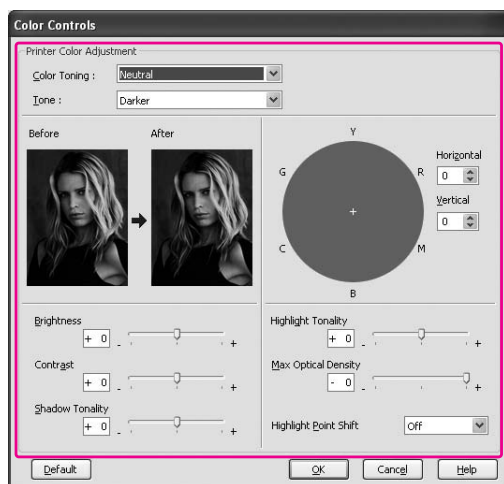 Color Controls
Printer Color Adjustment
Color Toning : Neutral
Tone : Darker
Before After
Y
G R
C M
B
Horizontal
0
Vertical
0
Brightness
+ 0 - +
Contrast
+ 0 - +
Shadow Tonality
+ 0 - +
Highlight Tonality
+ 0 - +
Max Optical Density
- 0 - +
Highlight Point Shift Off
Default OK Cancel Help